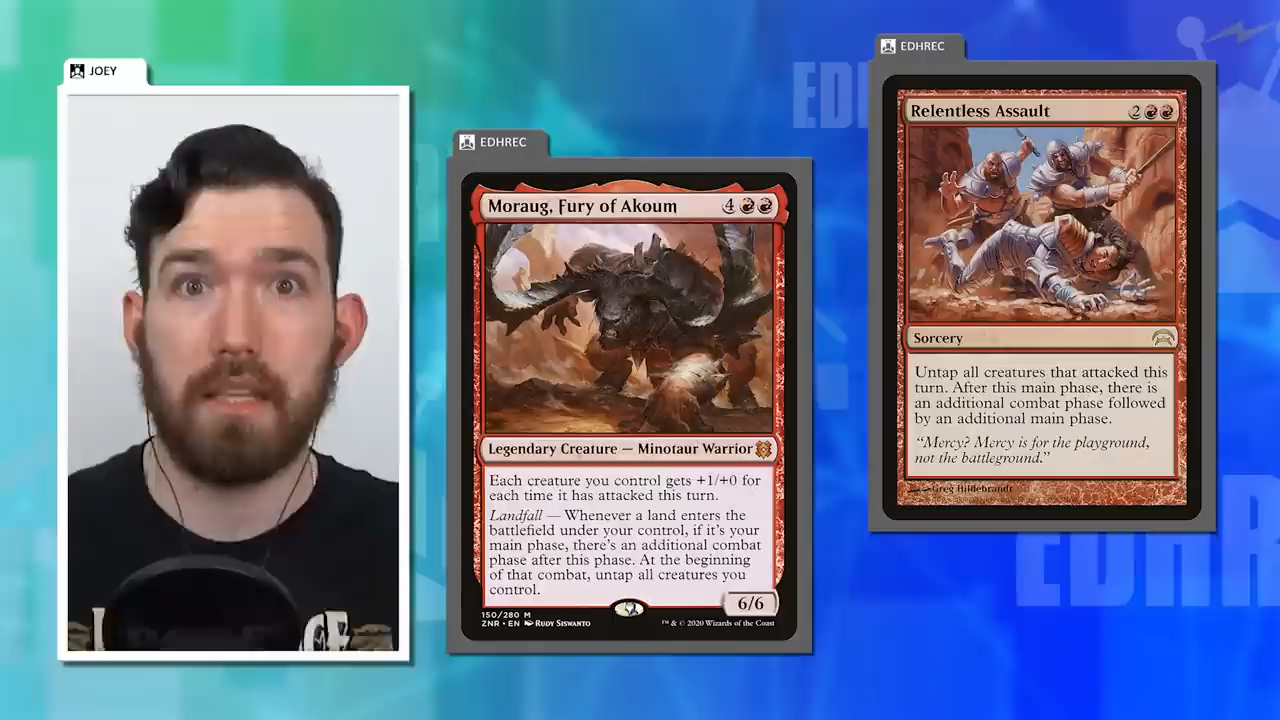 JOEY
EDHREC
Moraug, Fury of Akoum 4
Legendary Creature — Minotaur Warrior
Each creature you control gets +1/+0 for
each time it has attacked this turn.
Landfall — Whenever a land enters the
battlefield under your control, if it's your
main phase, there's an additional combat
phase after this phase. At the beginning
of that combat, untap all creatures you
control.
6/6
150/280 M
ZNR • EN Rudy Siswanto
™ & © 2020 Wizards of the Coast
EDHREC
Relentless Assault 2
Sorcery
Untap all creatures that attacked this
turn. After this main phase, there is
an additional combat phase followed
by an additional main phase.
“Mercy? Mercy is for the playground,
not the battleground.”
Greg Hildebrandt